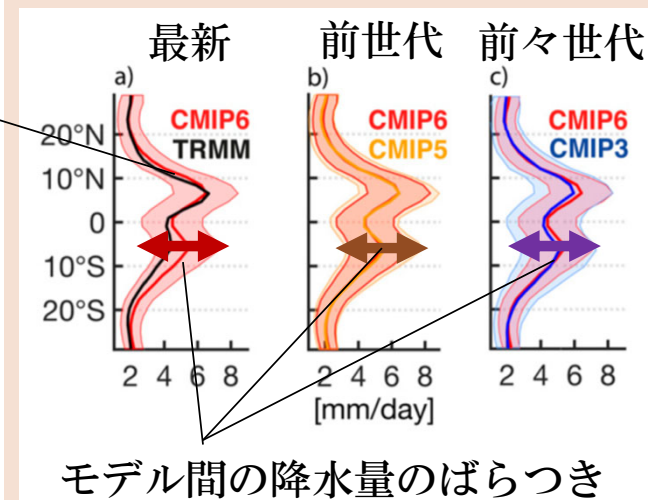 最新 前世代 前々世代
a) b) c)
CMIP6 CMIP6 CMIP6
TRMM CMIP5 CMIP3
20°N
10°N
0
10°S
20°S
2 4 6 8 2 4 6 8 2 4 6 8
[mm/day]
モデル間の降水量のばらつき